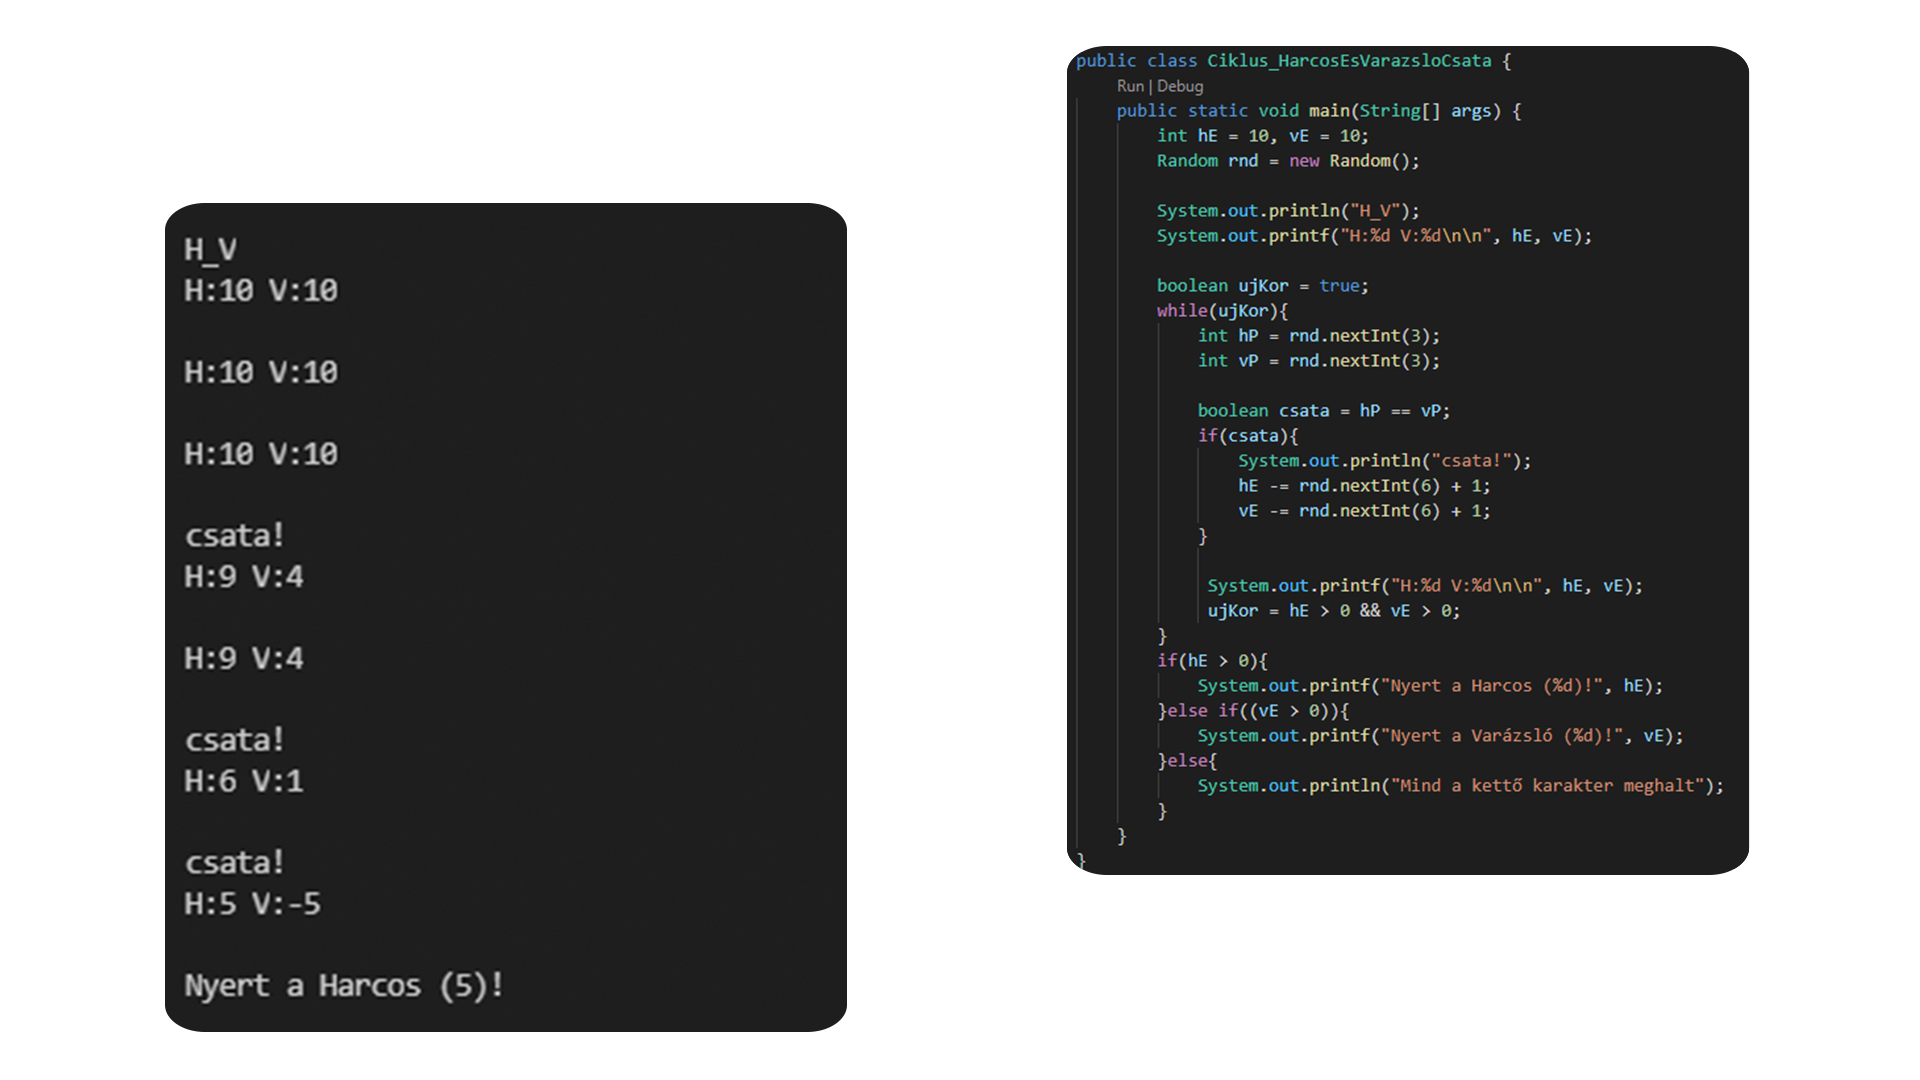 H_V
H:10 V:10
H:10 V:10
H:10 V:10
csata!
H:9 V:4
H:9 V:4
csata!
H:6 V:1
csata!
H:5 V:-5
Nyert a Harcos (5)!
public class Ciklus_HarcosEsVarazsloCsata {
Run | Debug
public static void main(String[] args) {
int hE = 10, vE = 10;
Random rnd = new Random();
System.out.println("H_V");
System.out.printf("H:%d V:%d\n\n", hE, vE);
boolean ujKor = true;
while(ujKor){
int hP = rnd.nextInt(3);
int vP = rnd.nextInt(3);
boolean csata = hP == vP;
if(csata){
System.out.println("csata!");
hE -= rnd.nextInt(6) + 1;
vE -= rnd.nextInt(6) + 1;
}
System.out.printf("H:%d V:%d\n\n", hE, vE);
ujKor = hE > 0 && vE > 0;
}
if(hE > 0){
System.out.printf("Nyert a Harcos (%d)!", hE);
}else if((vE > 0)){
System.out.printf("Nyert a Varázsló (%d)!", vE);
}else{
System.out.println("Mind a kettő karakter meghalt");
}
}
}